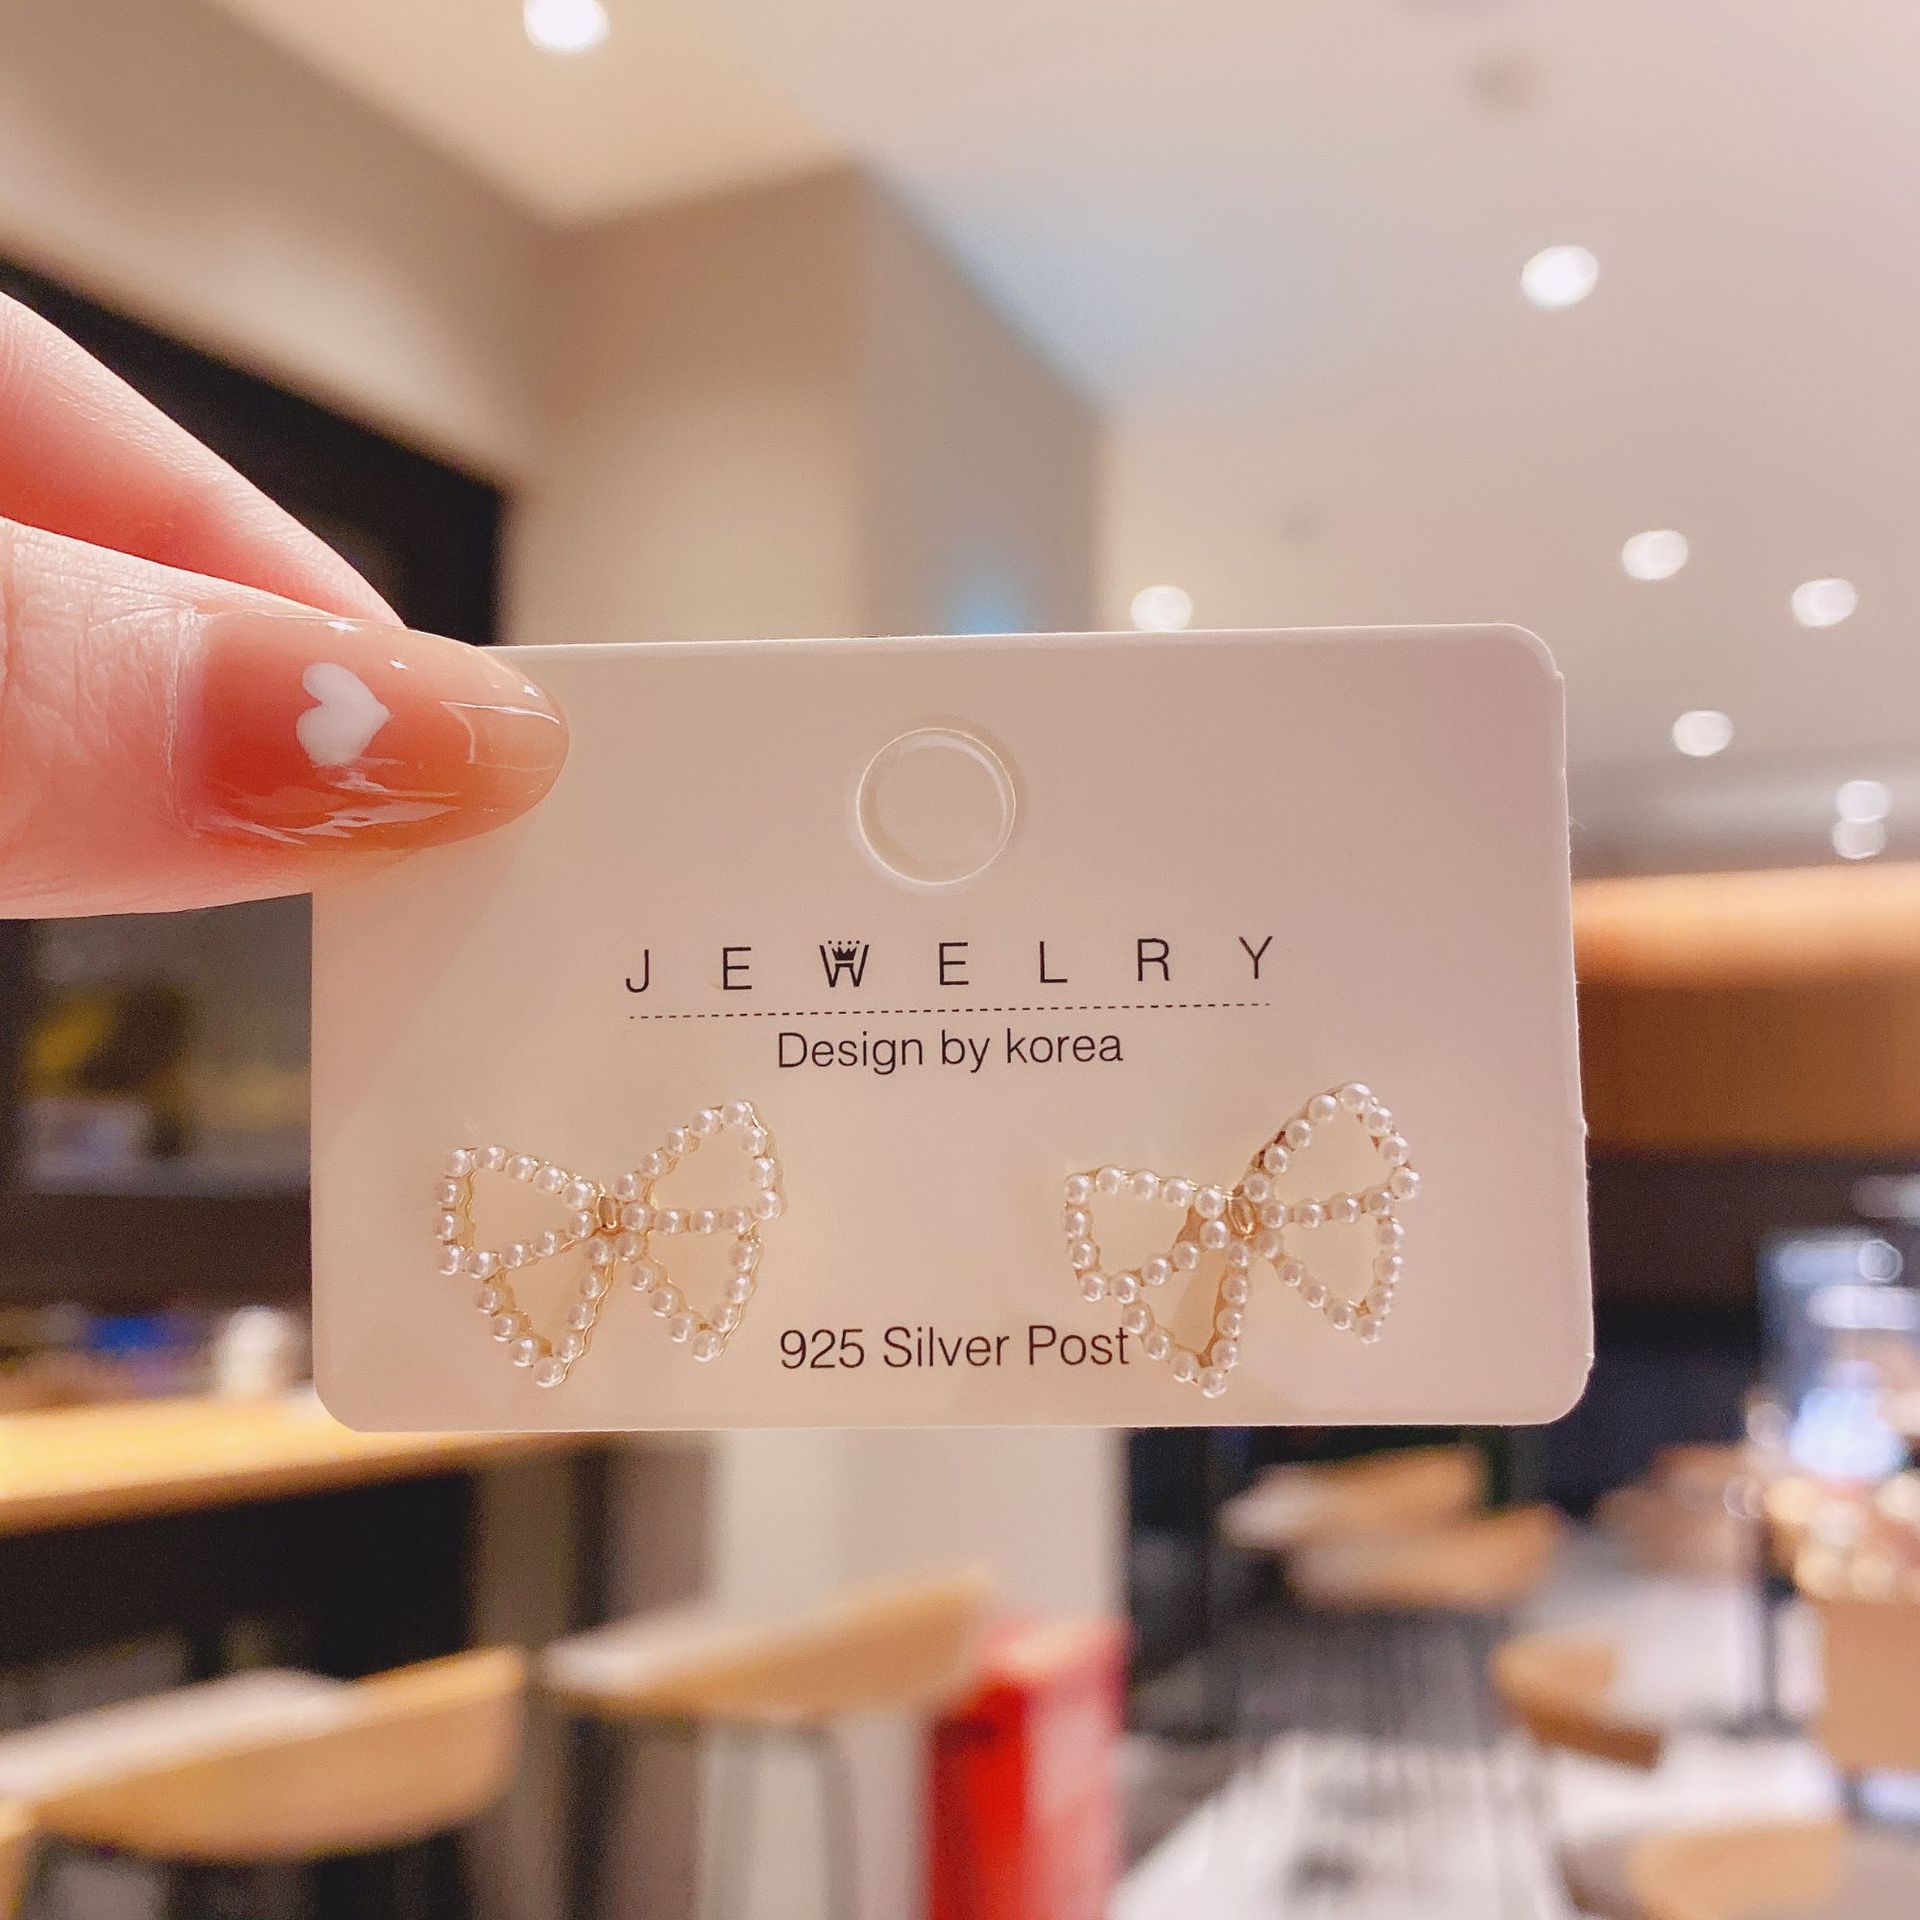 JEWELRY
Design by korea
925 Silver Post